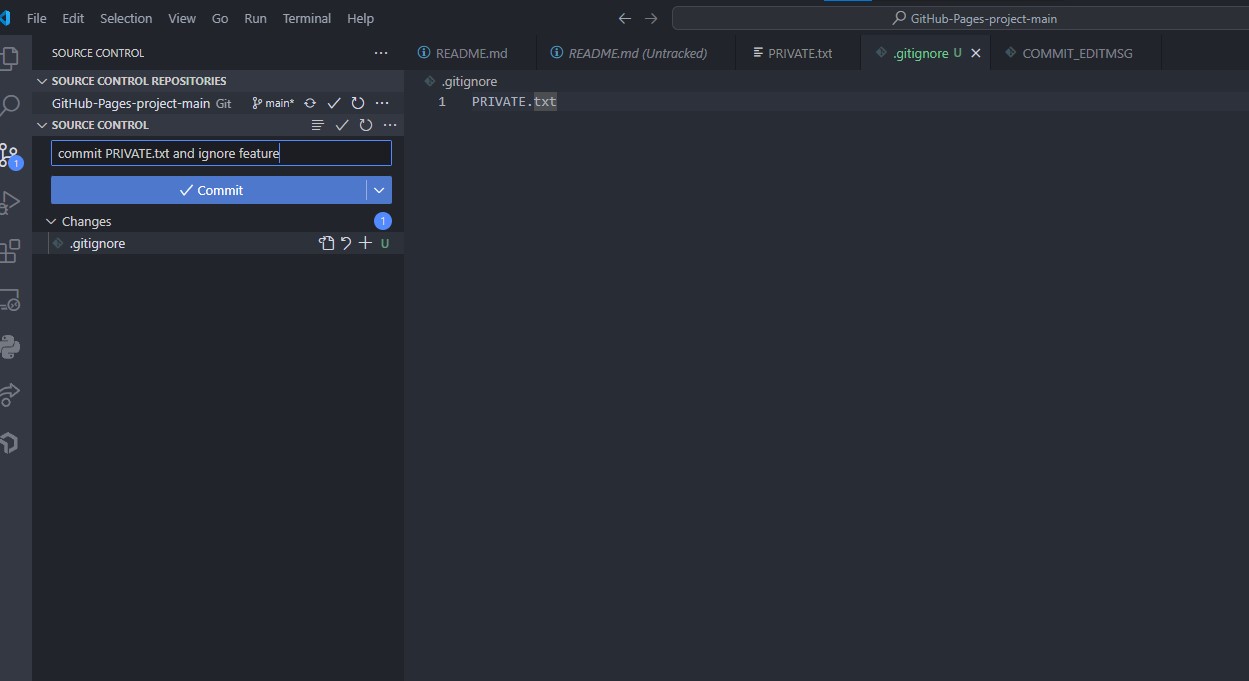 File Edit Selection View Go Run Terminal Help
GitHub-Pages-project-main
SOURCE CONTROL
README.md
README.md (Untracked)
PRIVATE.txt
.gitignore U
COMMIT_EDITMSG
SOURCE CONTROL REPOSITORIES
.gitignore
GitHub-Pages-project-main Git main*
1 PRIVATE.txt
SOURCE CONTROL
commit PRIVATE.txt and ignore feature
1
Commit
Changes 1
.gitignore U